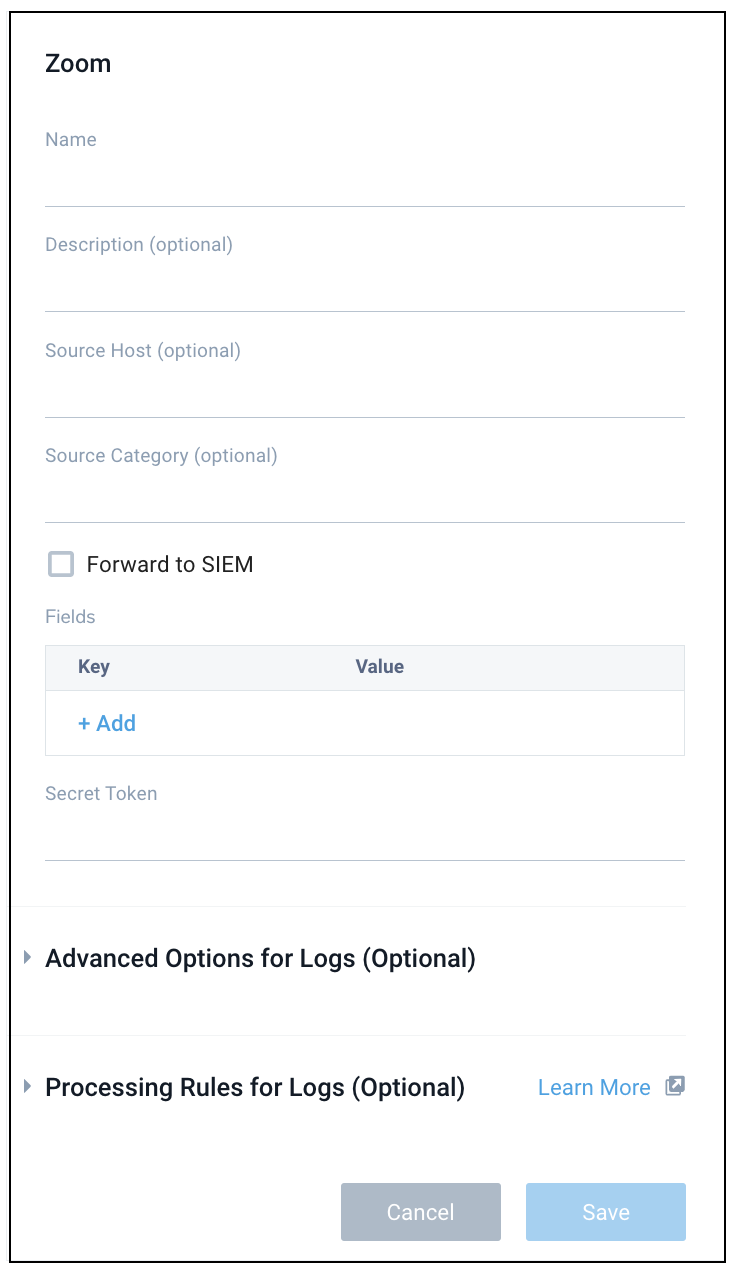 Zoom
Name
Description (optional)
Source Host (optional)
Source Category (optional)
Forward to SIEM
Fields
Key Value
+ Add
Secret Token
Advanced Options for Logs (Optional)
Processing Rules for Logs (Optional) Learn More
Cancel Save